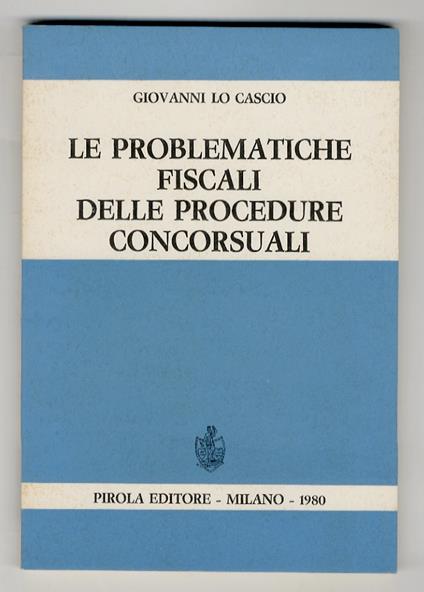 GIOVANNI LO CASCIO
LE PROBLEMATICHE
FISCALI
DELLE PROCEDURE
CONCORSUALI
PIROLA EDITORE - MILANO - 1980